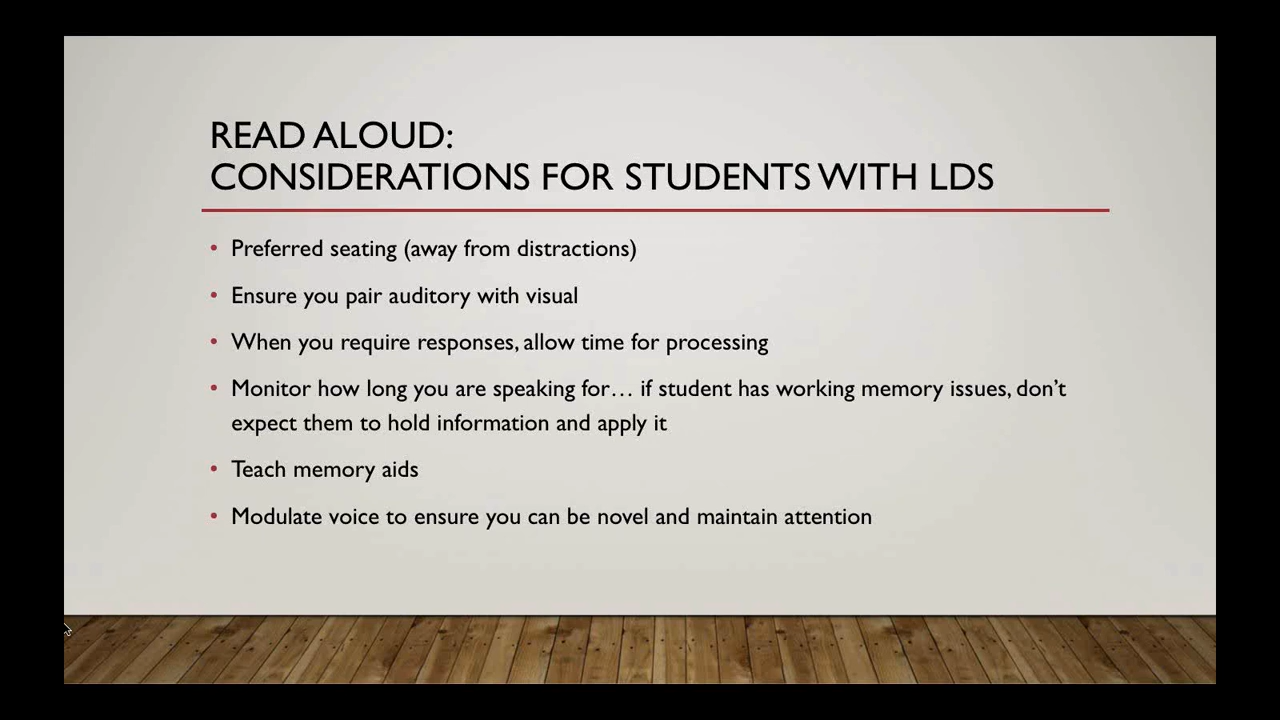 READ ALOUD:
CONSIDERATIONS FOR STUDENTS WITH LDS
• Preferred seating (away from distractions)
• Ensure you pair auditory with visual
• When you require responses, allow time for processing
• Monitor how long you are speaking for… if student has working memory issues, don’t
expect them to hold information and apply it
• Teach memory aids
• Modulate voice to ensure you can be novel and maintain attention